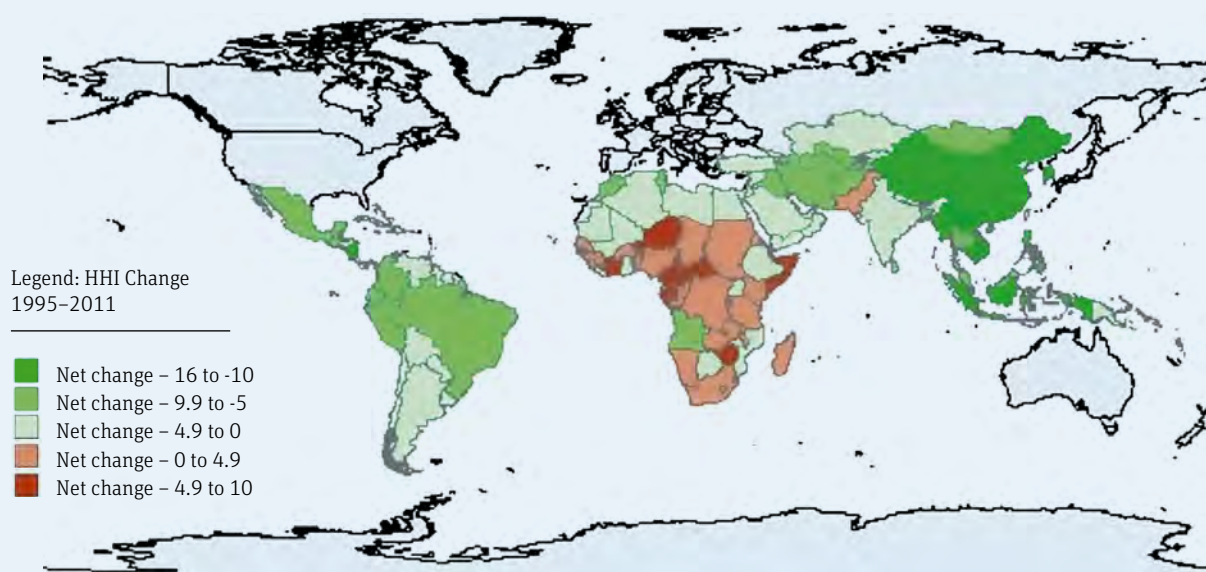 Legend: HHI Change
1995–2011
Net change – 16 to -10
Net change – 9.9 to -5
Net change – 4.9 to 0
Net change – 0 to 4.9
Net change – 4.9 to 10